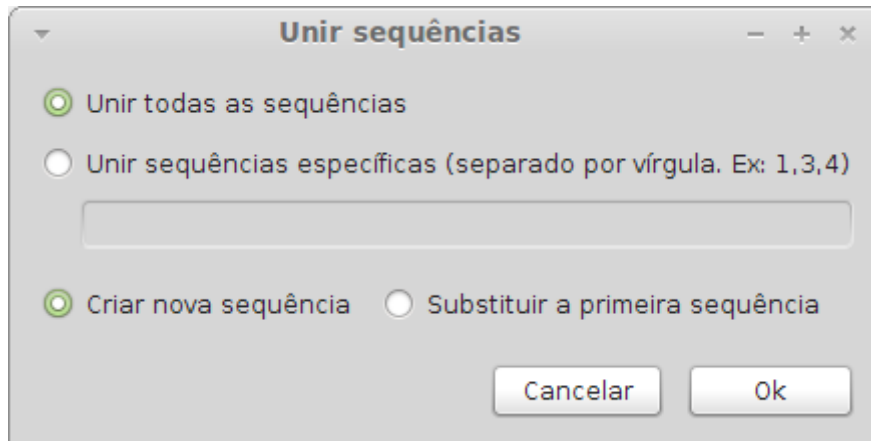 Unir sequências
Unir todas as sequências
Unir sequências específicas (separado por vírgula. Ex: 1,3,4)
Criar nova sequência Substituir a primeira sequência
Cancelar Ok